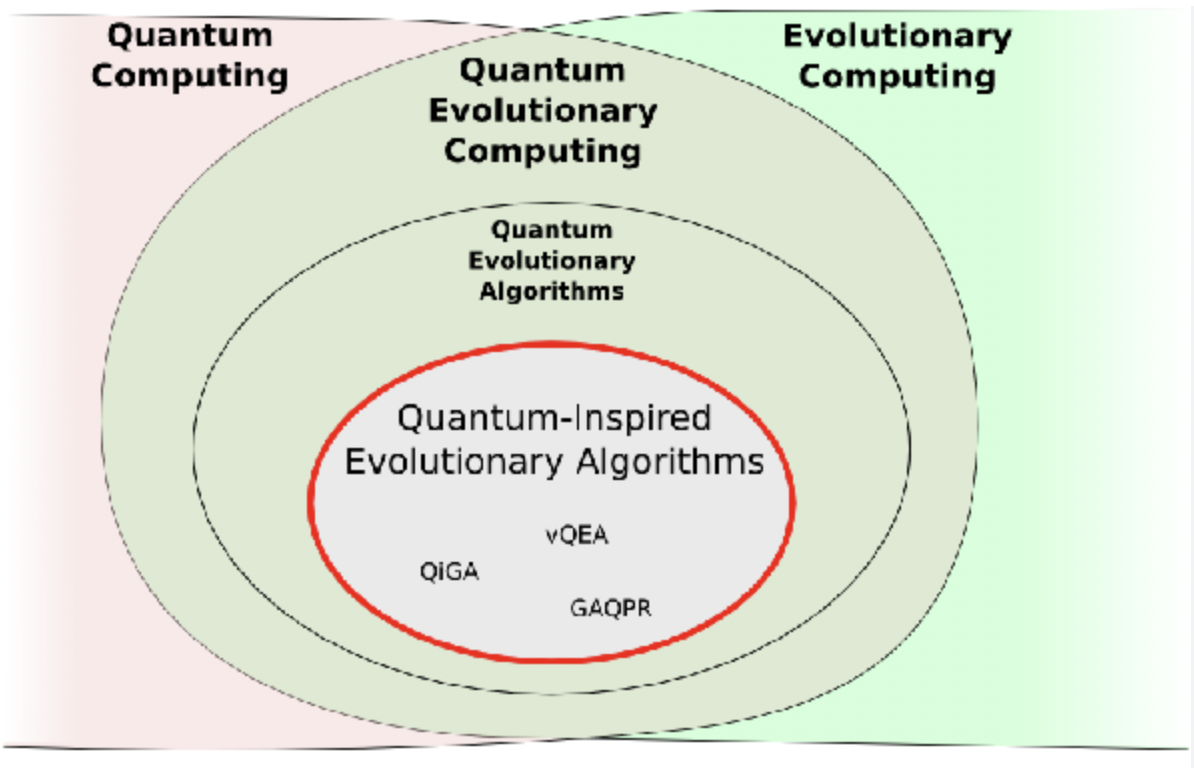 Quantum
Computing
Evolutionary
Computing
Quantum
Evolutionary
Computing
Quantum
Evolutionary
Algorithms
Quantum-Inspired
Evolutionary Algorithms
vQEA
QiGA
GAQPR